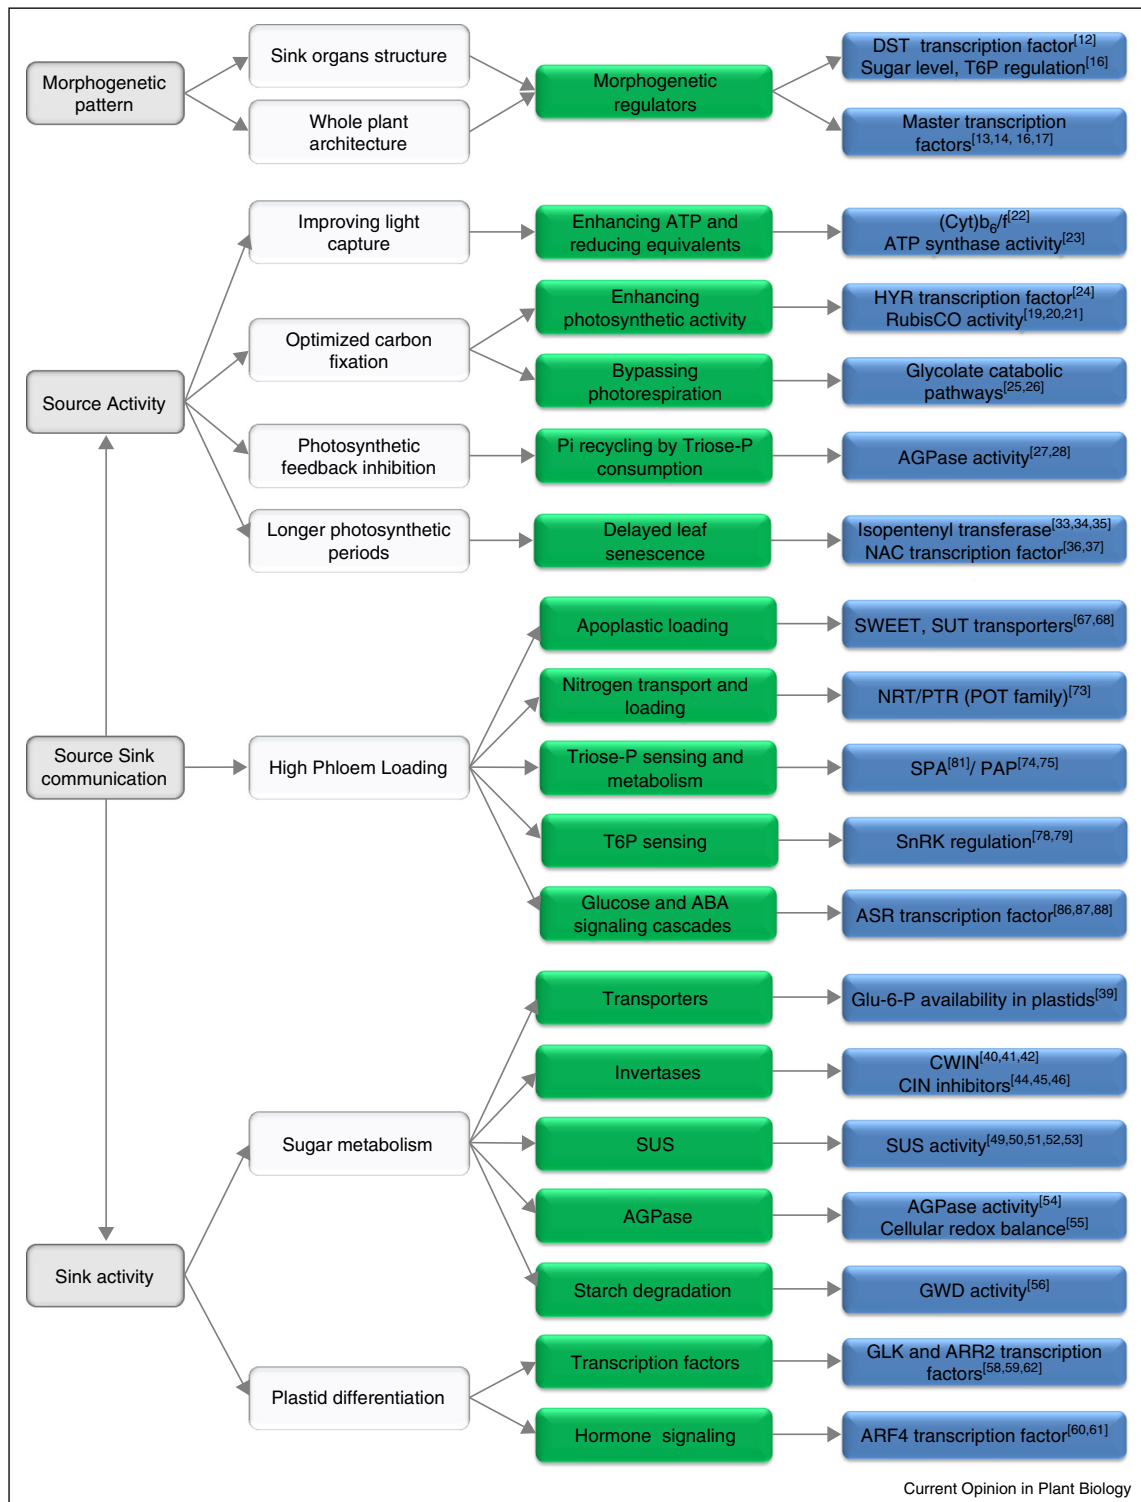 Morphogenetic
pattern
Sink organs structure
Whole plant
architecture
Morphogenetic
regulators
DST transcription factor[12]
Sugar level, T6P regulation[16]
Master transcription
factors[13,14, 16,17]
Source Activity
Improving light
capture
Enhancing ATP and
reducing equivalents
(Cyt)b6/f[22]
ATP synthase activity[23]
Optimized carbon
fixation
Enhancing
photosynthetic activity
HYR transcription factor[24]
RubisCO activity[19,20,21]
Bypassing
photorespiration
Glycolate catabolic
pathways[25,26]
Photosynthetic
feedback inhibition
Pi recycling by Triose-P
consumption
AGPase activity[27,28]
Longer photosynthetic
periods
Delayed leaf
senescence
Isopentenyl transferase[33,34,35]
NAC transcription factor[36,37]
Source Sink
communication
High Phloem Loading
Apoplastic loading
SWEET, SUT transporters[67,68]
Nitrogen transport and
loading
NRT/PTR (POT family)[73]
Triose-P sensing and
metabolism
SPA[81]/ PAP[74,75]
T6P sensing
SnRK regulation[78,79]
Glucose and ABA
signaling cascades
ASR transcription factor[86,87,88]
Sink activity
Sugar metabolism
Transporters
Glu-6-P availability in plastids[39]
Invertases
CWIN[40,41,42]
CIN inhibitors[44,45,46]
SUS
SUS activity[49,50,51,52,53]
AGPase
AGPase activity[54]
Cellular redox balance[55]
Starch degradation
GWD activity[56]
Plastid differentiation
Transcription factors
GLK and ARR2 transcription
factors[58,59,62]
Hormone signaling
ARF4 transcription factor[60,61]
Current Opinion in Plant Biology